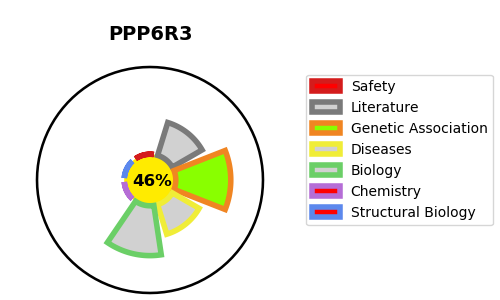 PPP6R3
46%
Safety
Literature
Genetic Association
Diseases
Biology
Chemistry
Structural Biology